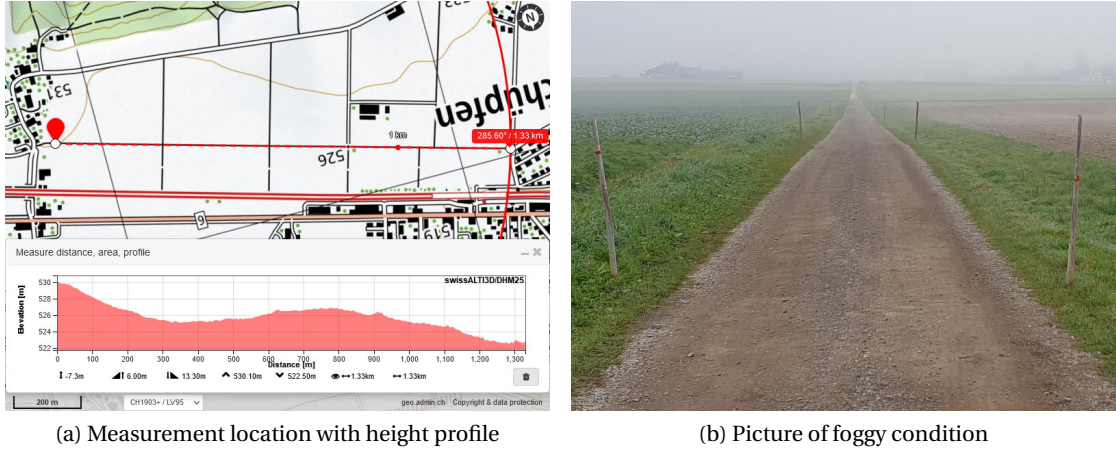 N
531
chüpfen
1 km
285.60° / 1.33 km
526
6
519
Measure distance, area, profile
swissALTI3D/DHM25
Elevation [m]
530
528
526
524
522
0 100 200 300 400 500 600 700 800 900 1,000 1,100 1,200 1,300
Distance [m]
-7.3m 6.00m 13.30m 530.10m 522.50m 1.33km 1.33km
200 m CH1903+ / LV95 geo.admin.ch Copyright & data protection
(a) Measurement location with height profile
(b) Picture of foggy condition